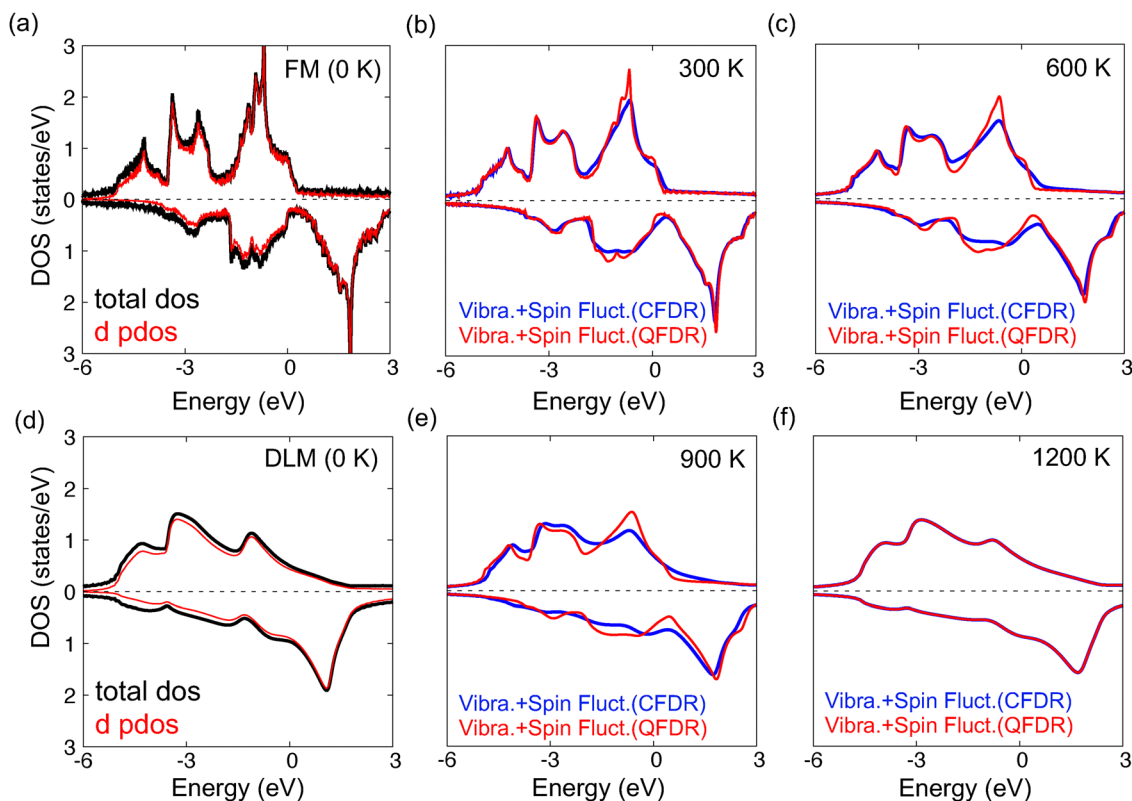 (a)
FM (0 K)
DOS (states/eV)
3
2
1
0
1
2
3
total dos
d pdos
-6
-3
0
3
Energy (eV)
(b)
300 K
Vibra.+Spin Fluct.(CFDR)
Vibra.+Spin Fluct.(QFDR)
-6
-3
0
3
Energy (eV)
(c)
600 K
Vibra.+Spin Fluct.(CFDR)
Vibra.+Spin Fluct.(QFDR)
-6
-3
0
3
Energy (eV)
(d)
DLM (0 K)
DOS (states/eV)
3
2
1
0
1
2
3
total dos
d pdos
-6
-3
0
3
Energy (eV)
(e)
900 K
Vibra.+Spin Fluct.(CFDR)
Vibra.+Spin Fluct.(QFDR)
-6
-3
0
3
Energy (eV)
(f)
1200 K
Vibra.+Spin Fluct.(CFDR)
Vibra.+Spin Fluct.(QFDR)
-6
-3
0
3
Energy (eV)